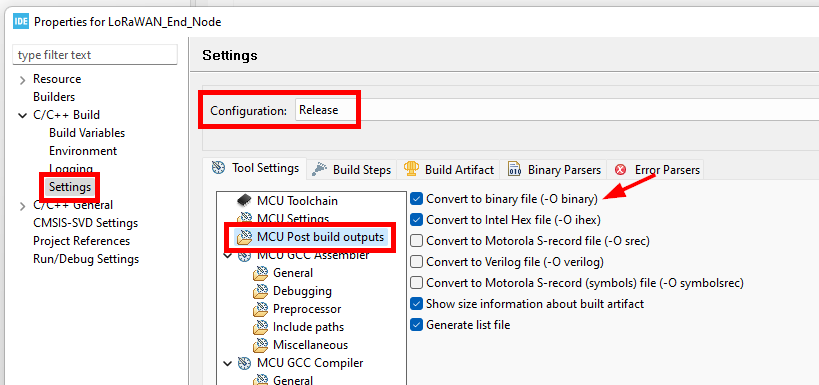 IDE Properties for LoRaWAN_End_Node
type filter text
Resource
Builders
C/C++ Build
Build Variables
Environment
Logging
Settings
C/C++ General
CMSIS-SVD Settings
Project References
Run/Debug Settings
Settings
Configuration: Release
Tool Settings Build Steps Build Artifact 010 Binary Parsers Error Parsers
MCU Toolchain
MCU Settings
MCU Post build outputs
MCU GCC Assembler
General
Debugging
Preprocessor
Include paths
Miscellaneous
MCU GCC Compiler
General
Convert to binary file (-O binary)
Convert to Intel Hex file (-O ihex)
Convert to Motorola S-record file (-O srec)
Convert to Verilog file (-O verilog)
Convert to Motorola S-record (symbols) file (-O symbolsrec)
Show size information about built artifact
Generate list file